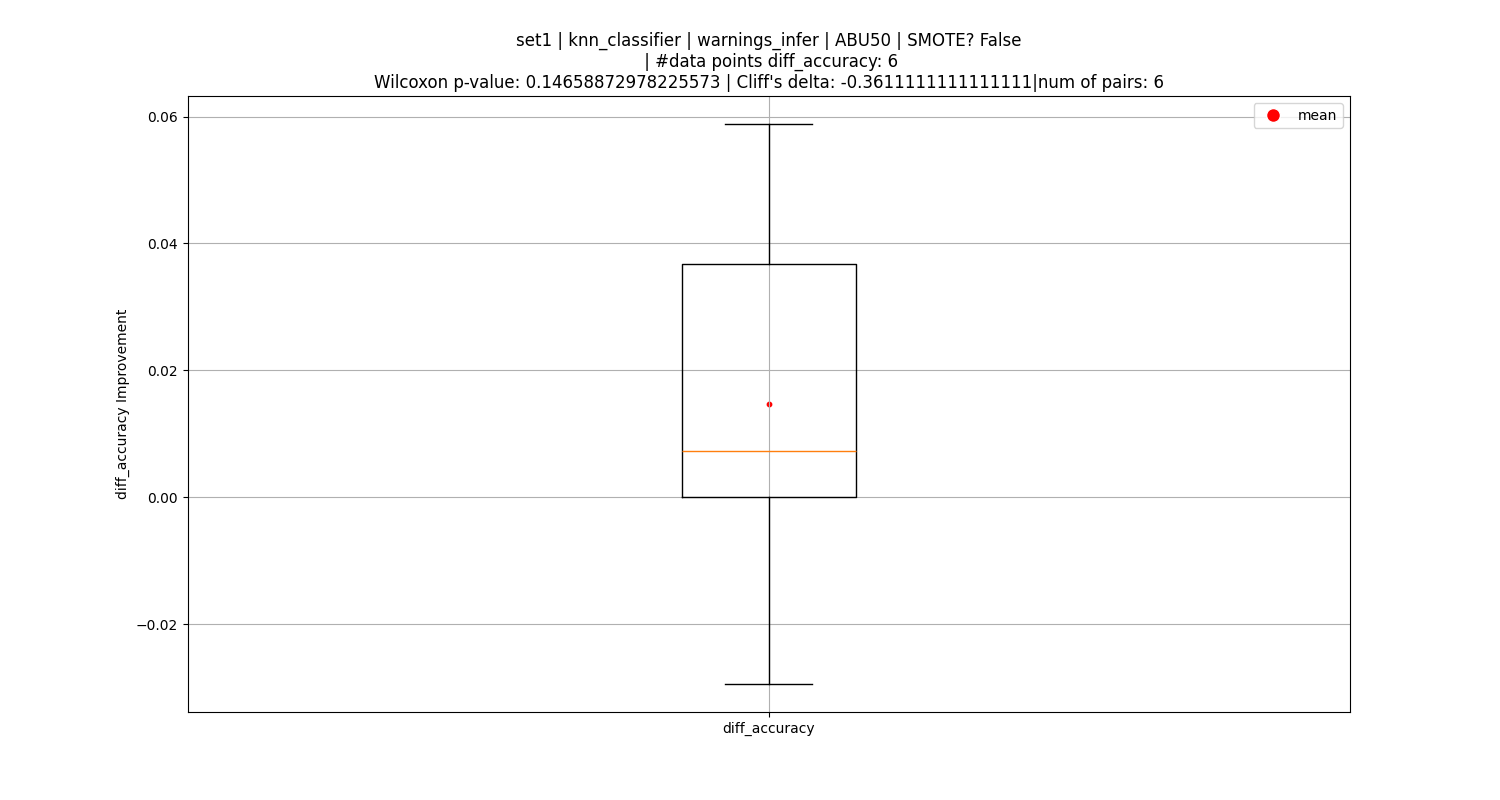 set1 | knn_classifier | warnings_infer | ABU50 | SMOTE? False
| #data points diff_accuracy: 6
Wilcoxon p-value: 0.14658872978225573 | Cliff's delta: -0.3611111111111111|num of pairs: 6
mean
0.06
0.04
0.02
0.00
−0.02
diff_accuracy Improvement
diff_accuracy